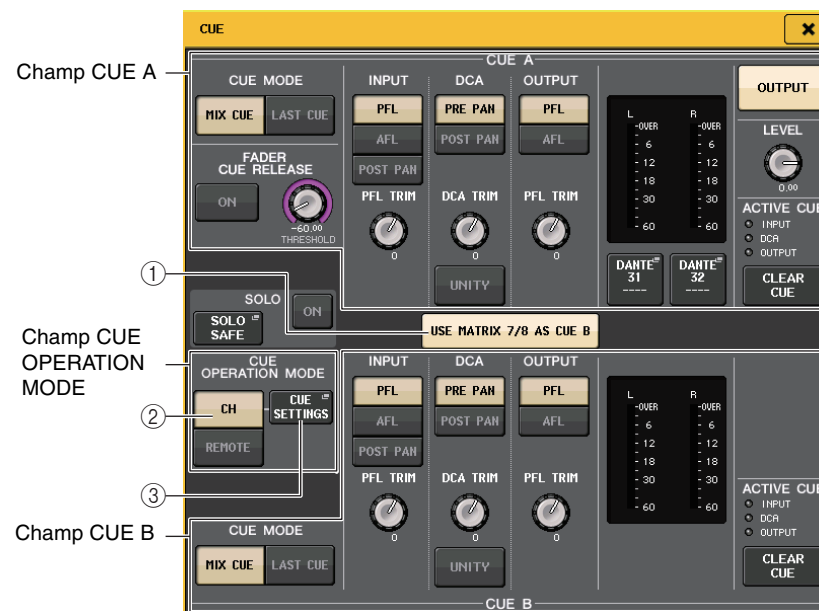 CUE
CUE A
Champ CUE A
CUE MODE
MIX CUE
LAST CUE
FADER
CUE RELEASE
ON
-60.00
THRESHOLD
INPUT
PFL
AFL
POST PAN
PFL TRIM
0
DCA
PRE PAN
POST PAN
DCA TRIM
0
UNITY
OUTPUT
PFL
AFL
PFL TRIM
0
L
R
-OVER
-OVER
- 6
- 6
- 12
- 12
- 18
- 18
- 30
- 30
- 60
- 60
DANTE
31
----
DANTE
32
----
OUTPUT
LEVEL
0.00
ACTIVE CUE
INPUT
DCA
OUTPUT
CLEAR
CUE
①
SOLO
SOLO
SAFE
ON
USE MATRIX 7/8 AS CUE B
Champ CUE
OPERATION
MODE
CUE
OPERATION MODE
②
CH
CUE
SETTINGS
REMOTE
③
Champ CUE B
CUE MODE
MIX CUE
LAST CUE
INPUT
PFL
AFL
POST PAN
PFL TRIM
0
DCA
PRE PAN
POST PAN
DCA TRIM
0
UNITY
OUTPUT
PFL
AFL
PFL TRIM
0
L
R
-OVER
-OVER
- 6
- 6
- 12
- 12
- 18
- 18
- 30
- 30
- 60
- 60
ACTIVE CUE
INPUT
DCA
OUTPUT
CLEAR
CUE
CUE B